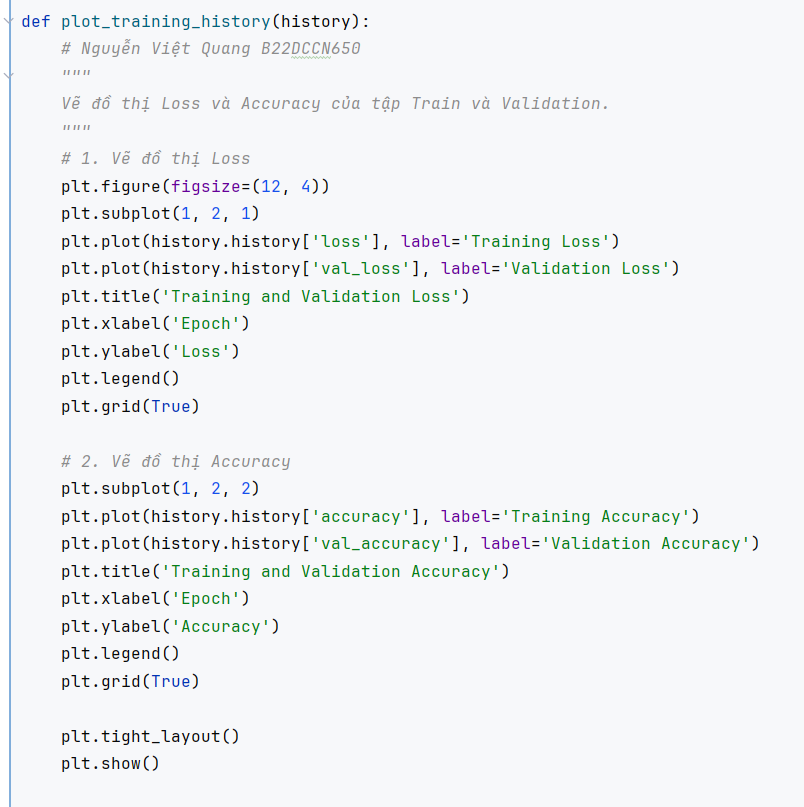 def plot_training_history(history):
    # Nguyễn Việt Quang B22DCCN650
    """
    Vẽ đồ thị Loss và Accuracy của tập Train và Validation.
    """
    # 1. Vẽ đồ thị Loss
    plt.figure(figsize=(12, 4))
    plt.subplot(1, 2, 1)
    plt.plot(history.history['loss'], label='Training Loss')
    plt.plot(history.history['val_loss'], label='Validation Loss')
    plt.title('Training and Validation Loss')
    plt.xlabel('Epoch')
    plt.ylabel('Loss')
    plt.legend()
    plt.grid(True)

    # 2. Vẽ đồ thị Accuracy
    plt.subplot(1, 2, 2)
    plt.plot(history.history['accuracy'], label='Training Accuracy')
    plt.plot(history.history['val_accuracy'], label='Validation Accuracy')
    plt.title('Training and Validation Accuracy')
    plt.xlabel('Epoch')
    plt.ylabel('Accuracy')
    plt.legend()
    plt.grid(True)

    plt.tight_layout()
    plt.show()